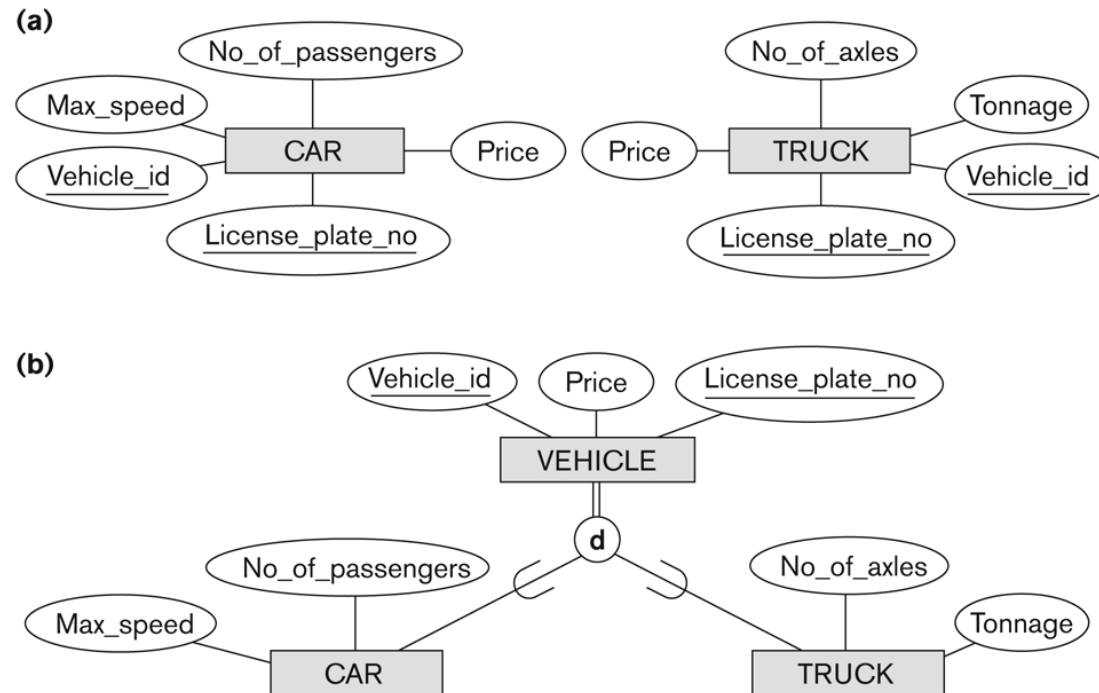 (a)
No_of_passengers
No_of_axles
Max_speed
Tonnage
CAR
Price
Price
TRUCK
Vehicle_id
Vehicle_id
License_plate_no
License_plate_no
(b)
Vehicle_id
Price
License_plate_no
VEHICLE
d
No_of_passengers
No_of_axles
Max_speed
Tonnage
CAR
TRUCK